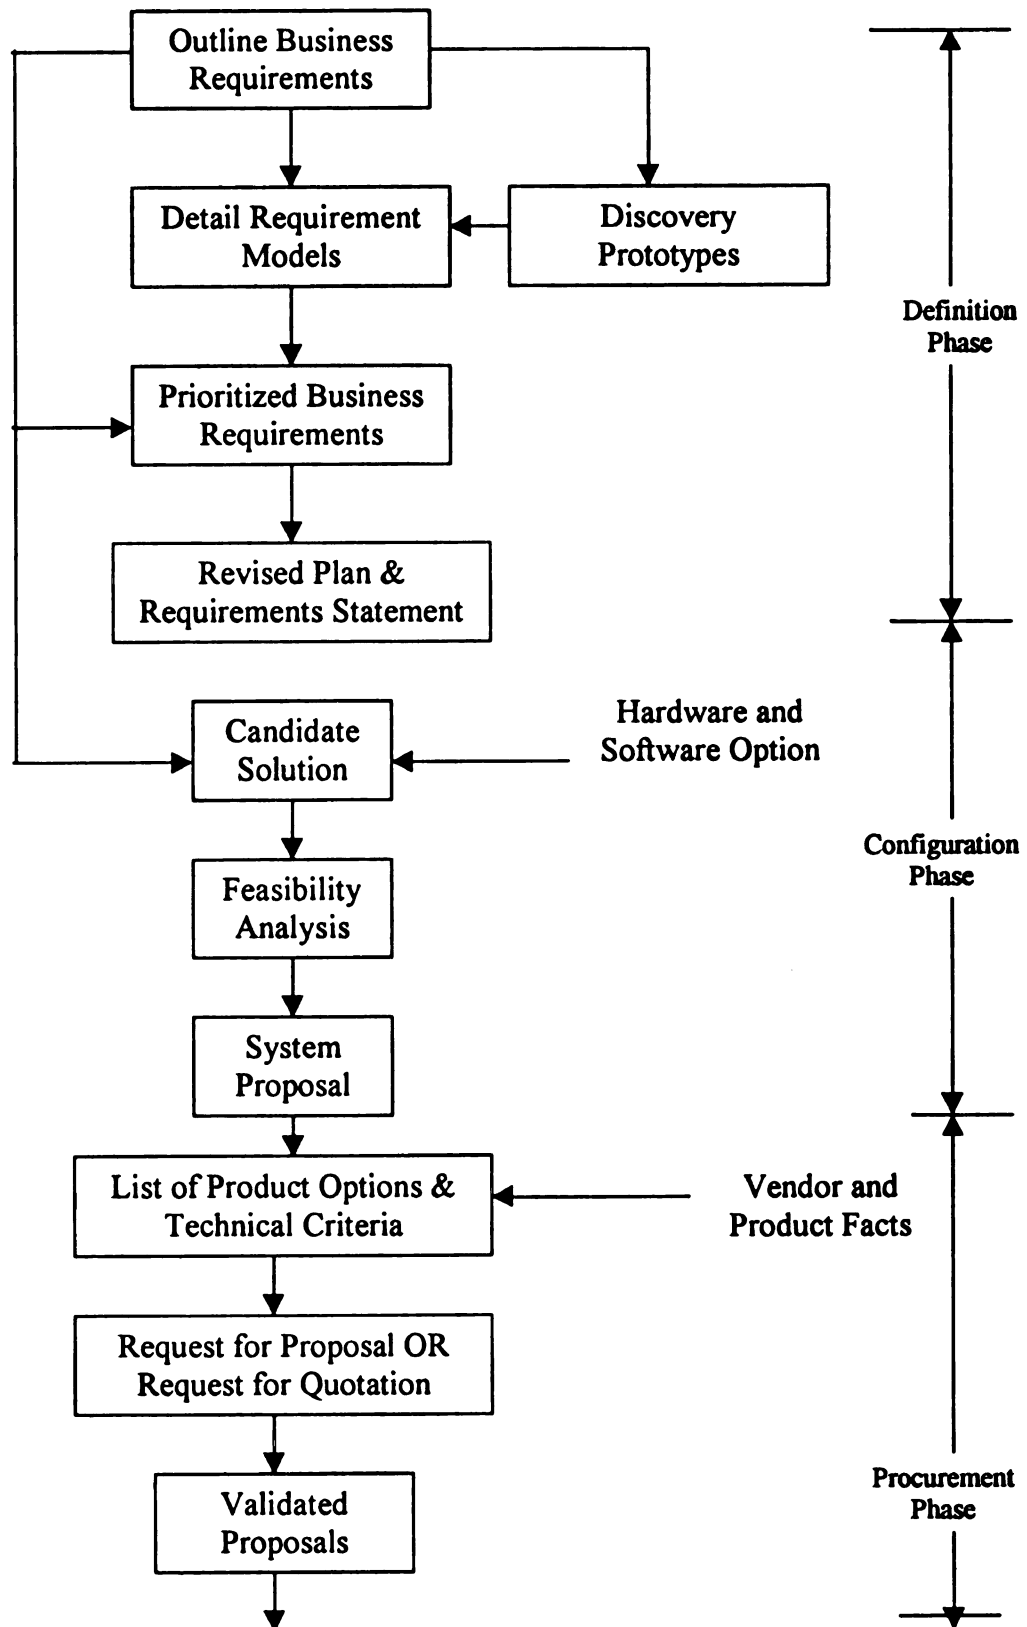 Outline Business
Requirements
Detail Requirement
Models
Discovery
Prototypes
Definition
Phase
Prioritized Business
Requirements
Revised Plan &
Requirements Statement
Candidate
Solution
Hardware and
Software Option
Configuration
Phase
Feasibility
Analysis
System
Proposal
List of Product Options &
Technical Criteria
Vendor and
Product Facts
Request for Proposal OR
Request for Quotation
Validated
Proposals
Procurement
Phase